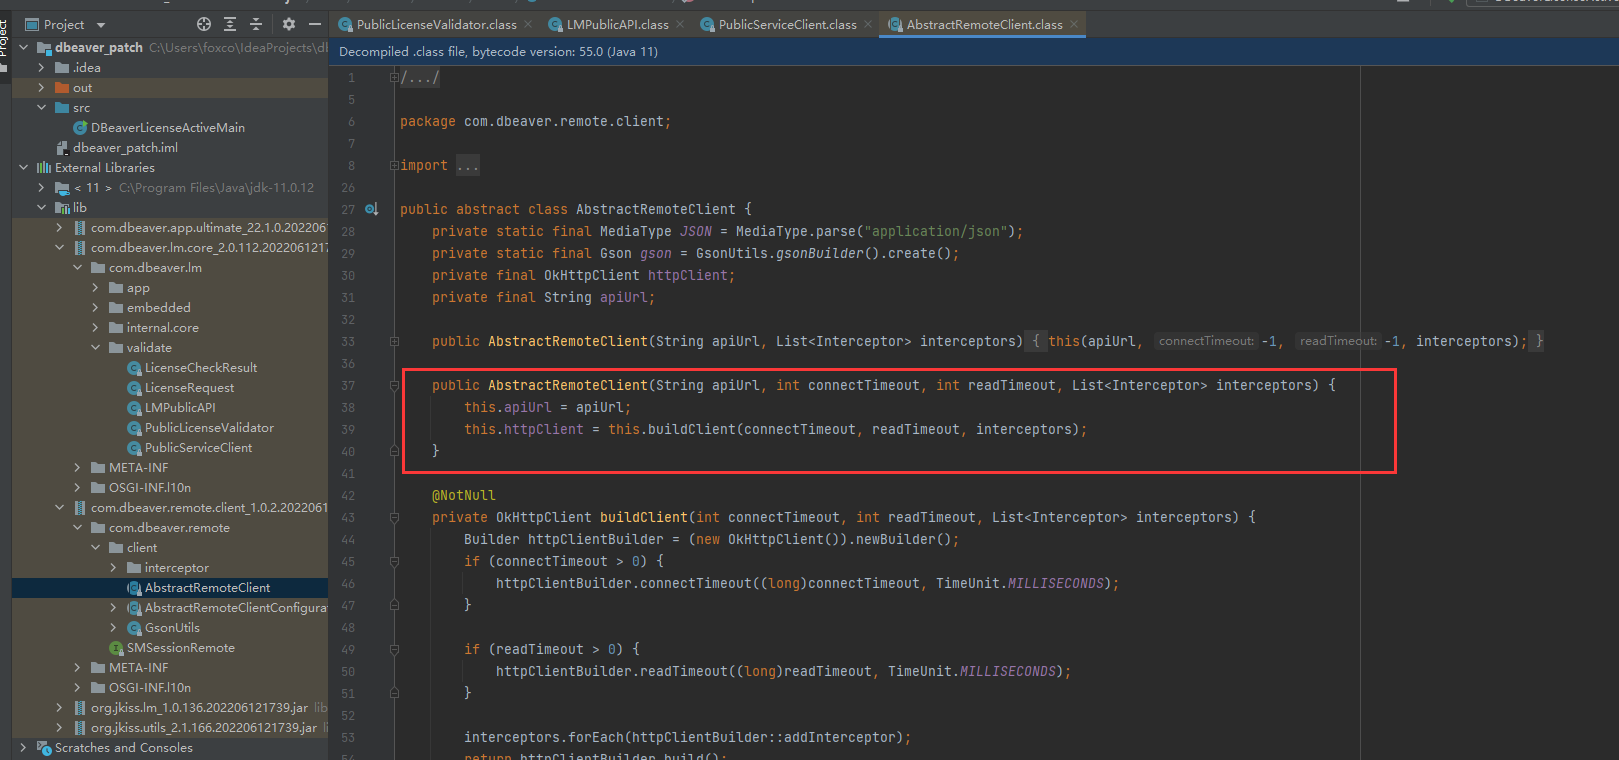 Project
PublicLicenseValidator.class
LMPublicAPI.class
PublicServiceClient.class
AbstractRemoteClient.class
Project
dbeaver_patch C:\Users\foxco\IdeaProjects\db
.idea
out
src
DBeaverLicenseActiveMain
dbeaver_patch.iml
External Libraries
< 11 > C:\Program Files\Java\jdk-11.0.12
lib
com.dbeaver.app.ultimate_22.1.0.202206
com.dbeaver.lm.core_2.0.112.2022061217
com.dbeaver.lm
app
embedded
internal.core
validate
LicenseCheckResult
LicenseRequest
LMPublicAPI
PublicLicenseValidator
PublicServiceClient
META-INF
OSGI-INF.l10n
com.dbeaver.remote.client_1.0.2.2022061
com.dbeaver.remote
client
interceptor
AbstractRemoteClient
AbstractRemoteClientConfigurat
GsonUtils
SMSessionRemote
META-INF
OSGI-INF.l10n
org.jkiss.lm_1.0.136.202206121739.jar lib
org.jkiss.utils_2.1.166.202206121739.jar li
Scratches and Consoles
Decompiled .class file, bytecode version: 55.0 (Java 11)
1 /.../
5
6 package com.dbeaver.remote.client;
7
8 import ...
26
27 public abstract class AbstractRemoteClient {
28 private static final MediaType JSON = MediaType.parse("application/json");
29 private static final Gson gson = GsonUtils.gsonBuilder().create();
30 private final OkHttpClient httpClient;
31 private final String apiUrl;
32
33 public AbstractRemoteClient(String apiUrl, List<Interceptor> interceptors) { this(apiUrl, connectTimeout: -1, readTimeout: -1, interceptors); }
36
37 public AbstractRemoteClient(String apiUrl, int connectTimeout, int readTimeout, List<Interceptor> interceptors) {
38 this.apiUrl = apiUrl;
39 this.httpClient = this.buildClient(connectTimeout, readTimeout, interceptors);
40 }
41
42 @NotNull
43 private OkHttpClient buildClient(int connectTimeout, int readTimeout, List<Interceptor> interceptors) {
44 Builder httpClientBuilder = (new OkHttpClient()).newBuilder();
45 if (connectTimeout > 0) {
46 httpClientBuilder.connectTimeout((long)connectTimeout, TimeUnit.MILLISECONDS);
47 }
48
49 if (readTimeout > 0) {
50 httpClientBuilder.readTimeout((long)readTimeout, TimeUnit.MILLISECONDS);
51 }
52
53 interceptors.forEach(httpClientBuilder::addInterceptor);
54 return httpClientBuilder.build();